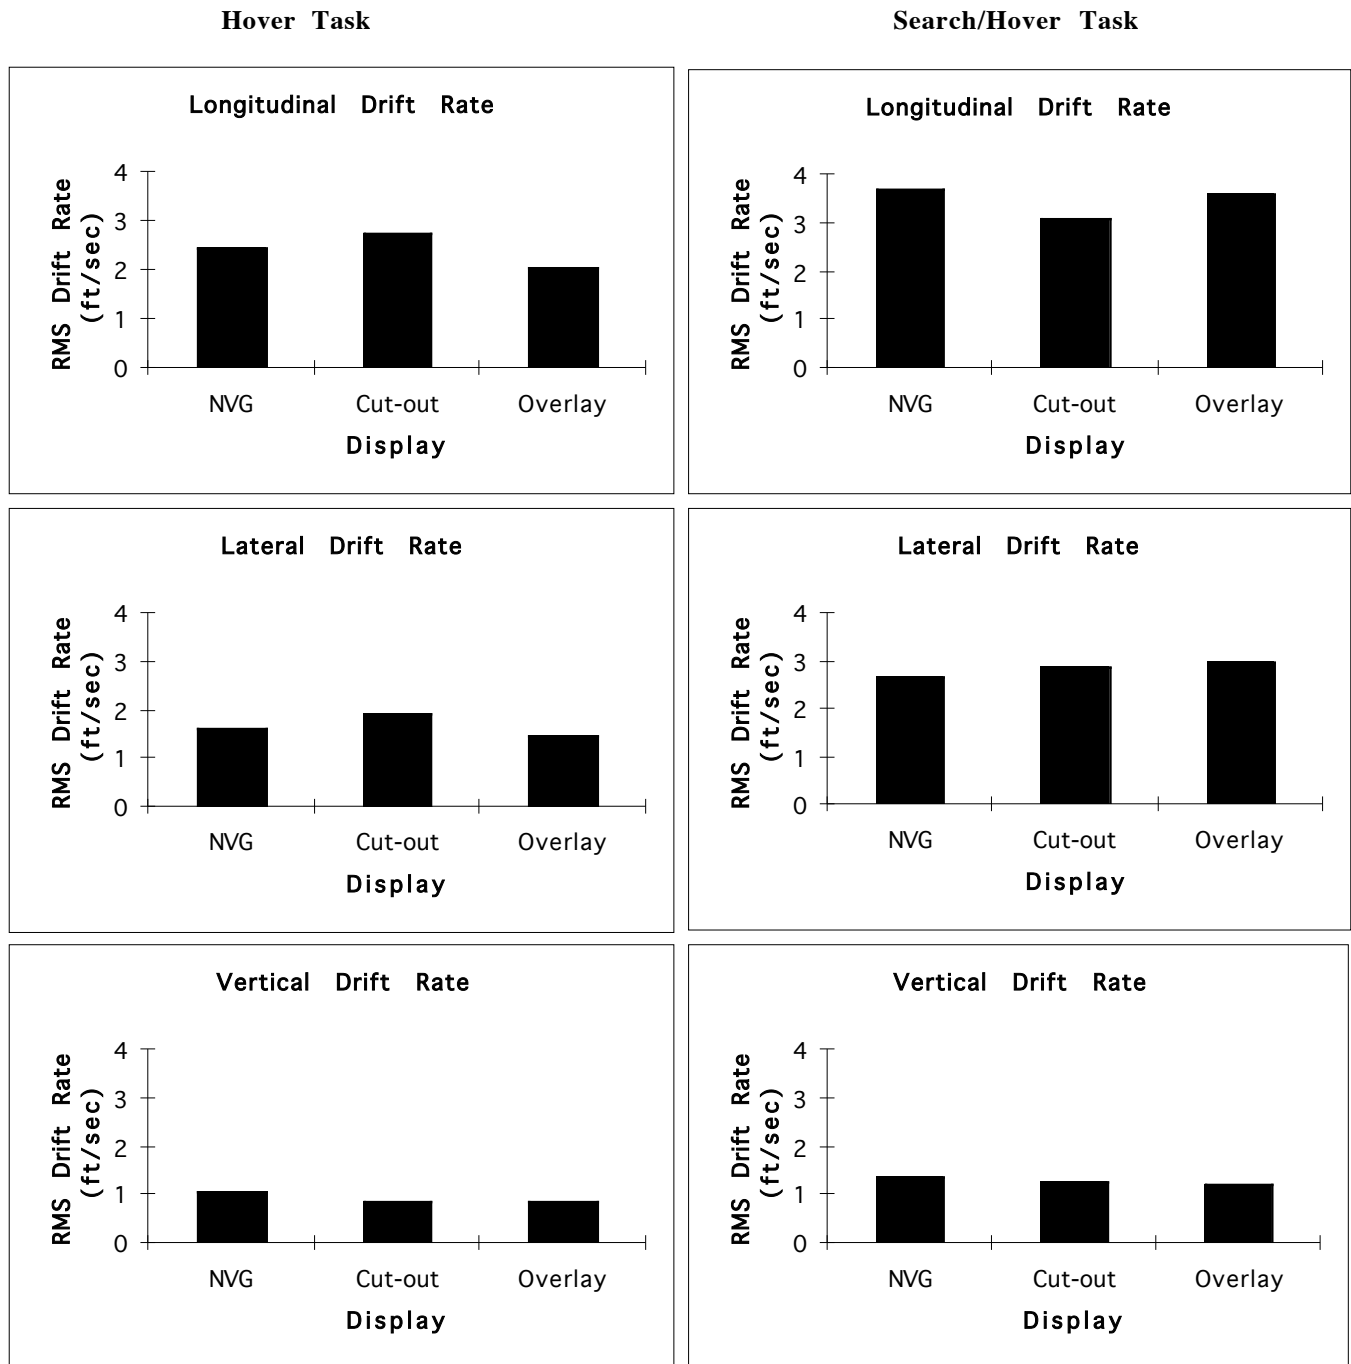 Hover Task
Search/Hover Task
Longitudinal Drift Rate
RMS Drift Rate
(ft/sec)
4
3
2
1
0
NVG Cut-out Overlay
Display
Longitudinal Drift Rate
RMS Drift Rate
(ft/sec)
4
3
2
1
0
NVG Cut-out Overlay
Display
Lateral Drift Rate
RMS Drift Rate
(ft/sec)
4
3
2
1
0
NVG Cut-out Overlay
Display
Lateral Drift Rate
RMS Drift Rate
(ft/sec)
4
3
2
1
0
NVG Cut-out Overlay
Display
Vertical Drift Rate
RMS Drift Rate
(ft/sec)
4
3
2
1
0
NVG Cut-out Overlay
Display
Vertical Drift Rate
RMS Drift Rate
(ft/sec)
4
3
2
1
0
NVG Cut-out Overlay
Display